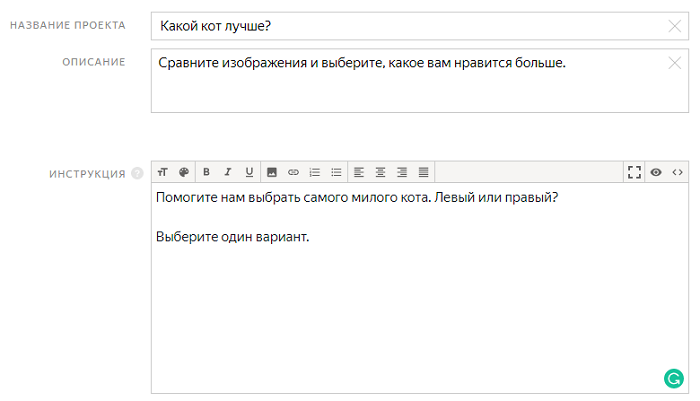 НАЗВАНИЕ ПРОЕКТА
Какой кот лучше?
ОПИСАНИЕ
Сравните изображения и выберите, какое вам нравится больше.
ИНСТРУКЦИЯ ?
тТ B I U
Помогите нам выбрать самого милого кота. Левый или правый?
Выберите один вариант.